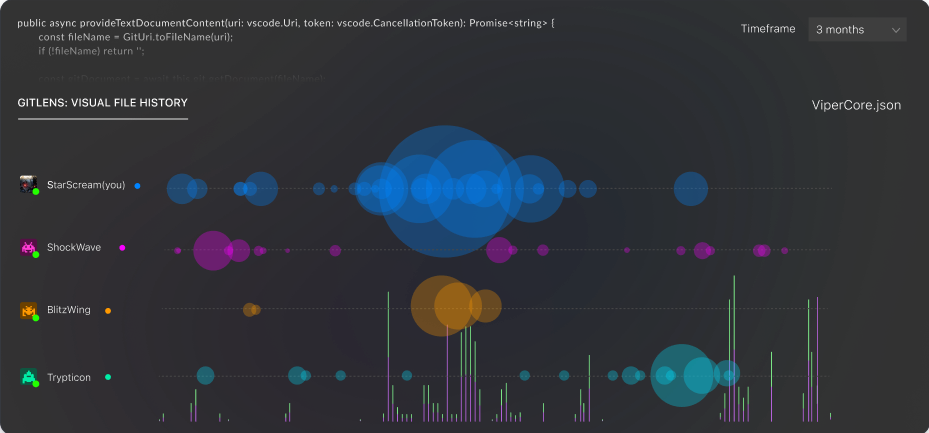 public async provideTextDocumentContent(uri: vscode.Uri, token: vscode.CancellationToken): Promise<string> {
const fileName = GitUri.toFileName(uri);
if (!fileName) return '';
Timeframe
3 months
GITLENS: VISUAL FILE HISTORY
ViperCore.json
StarScream(you)
ShockWave
BlitzWing
Trypticon